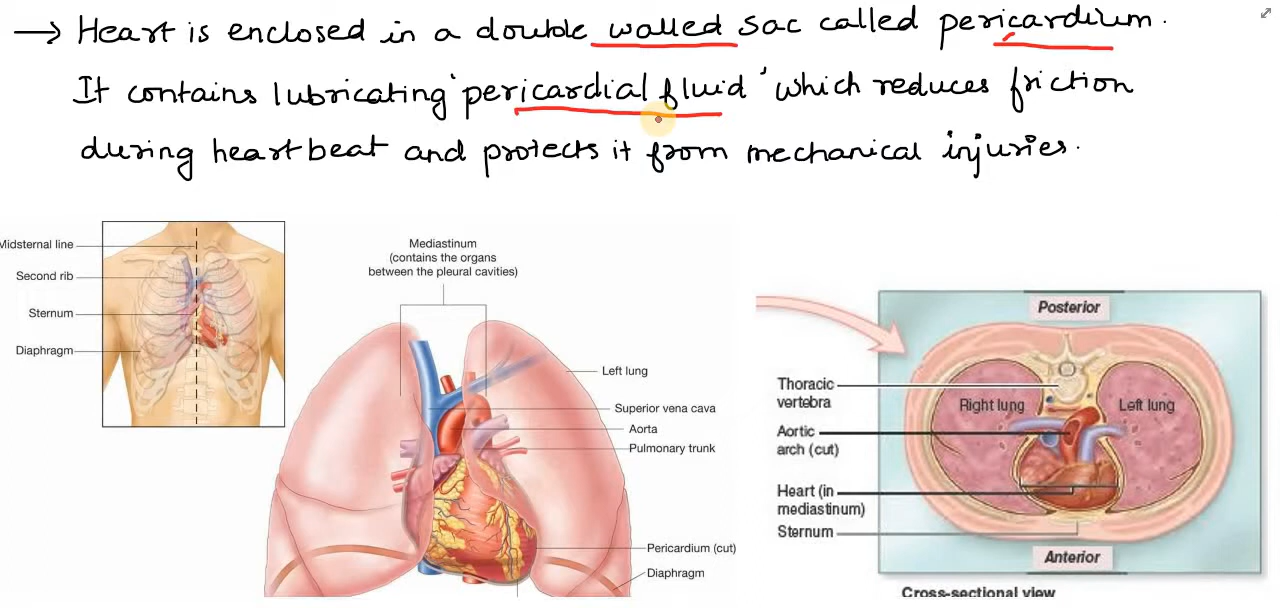 → Heart is enclosed in a double walled sac called pericardium.
It contains lubricating 'pericardial fluid' which reduces friction
during heartbeat and protects it from mechanical injuries.
Midsternal line
Second rib
Sternum
Diaphragm
Mediastinum
(contains the organs
between the pleural cavities)
Left lung
Superior vena cava
Aorta
Pulmonary trunk
Pericardium (cut)
Diaphragm
Posterior
Thoracic
vertebra
Right lung
Left lung
Aortic
arch (cut)
Heart (in
mediastinum)
Sternum
Anterior
Cross-sectional view